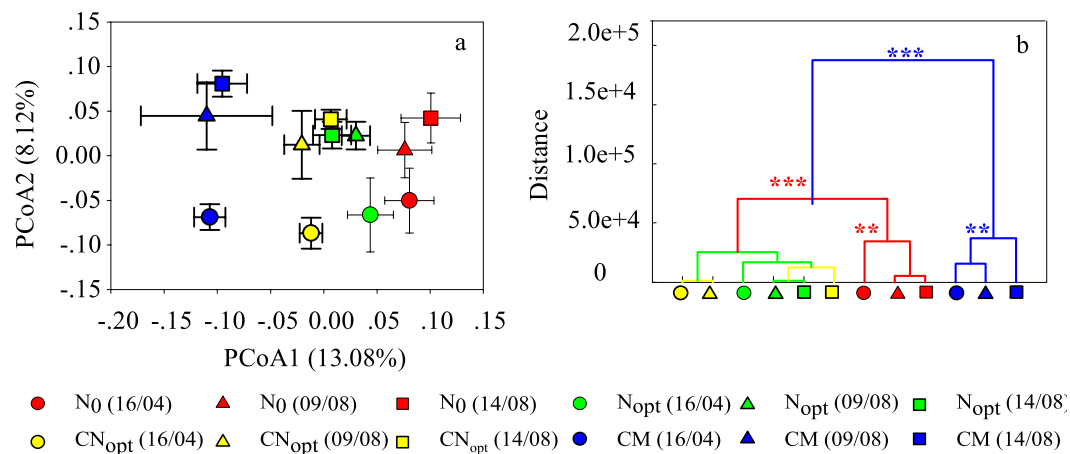 a
.15
.10
.05
0.00
-.05
-.10
.15
PCoA2 (8.12%)
-.20 -.15 -.10 -.05 0.00 0.05 0.10 .15
PCoA1 (13.08%)
b
2.0e+5
1.5e+4
1.0e+5
5.0e+4
0
Distance
***
***
**
**
N0 (16/04) N0 (09/08) N0 (14/08) Nopt (16/04) Nopt (09/08) Nopt (14/08)
CNopt (16/04) CNopt (09/08) CNopt (14/08) CM (16/04) CM (09/08) CM (14/08)